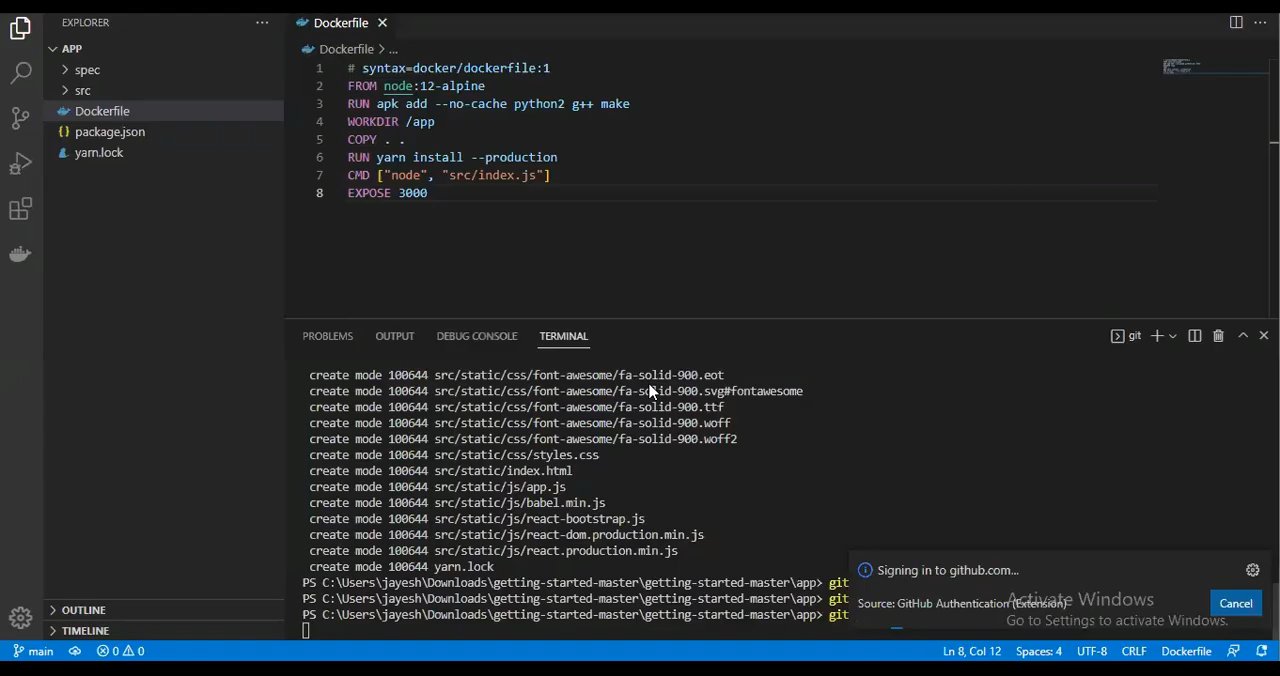 EXPLORER
APP
spec
src
Dockerfile
package.json
yarn.lock
OUTLINE
TIMELINE
Dockerfile
Dockerfile > ...
1 # syntax=docker/dockerfile:1
2 FROM node:12-alpine
3 RUN apk add --no-cache python2 g++ make
4 WORKDIR /app
5 COPY . .
6 RUN yarn install --production
7 CMD ["node", "src/index.js"]
8 EXPOSE 3000
PROBLEMS OUTPUT DEBUG CONSOLE TERMINAL
git
create mode 100644 src/static/css/font-awesome/fa-solid-900.eot
create mode 100644 src/static/css/font-awesome/fa-solid-900.svg#fontawesome
create mode 100644 src/static/css/font-awesome/fa-solid-900.ttf
create mode 100644 src/static/css/font-awesome/fa-solid-900.woff
create mode 100644 src/static/css/font-awesome/fa-solid-900.woff2
create mode 100644 src/static/css/styles.css
create mode 100644 src/static/index.html
create mode 100644 src/static/js/app.js
create mode 100644 src/static/js/babel.min.js
create mode 100644 src/static/js/react-bootstrap.js
create mode 100644 src/static/js/react-dom.production.min.js
create mode 100644 src/static/js/react.production.min.js
create mode 100644 yarn.lock
PS C:\Users\jayesh\Downloads\getting-started-master\getting-started-master\app> git
PS C:\Users\jayesh\Downloads\getting-started-master\getting-started-master\app> git
PS C:\Users\jayesh\Downloads\getting-started-master\getting-started-master\app> git
Signing in to github.com...
Source: GitHub Authentication (Extension)
Cancel
Activate Windows
Go to Settings to activate Windows.
main 0 0
Ln 8, Col 12 Spaces: 4 UTF-8 CRLF Dockerfile